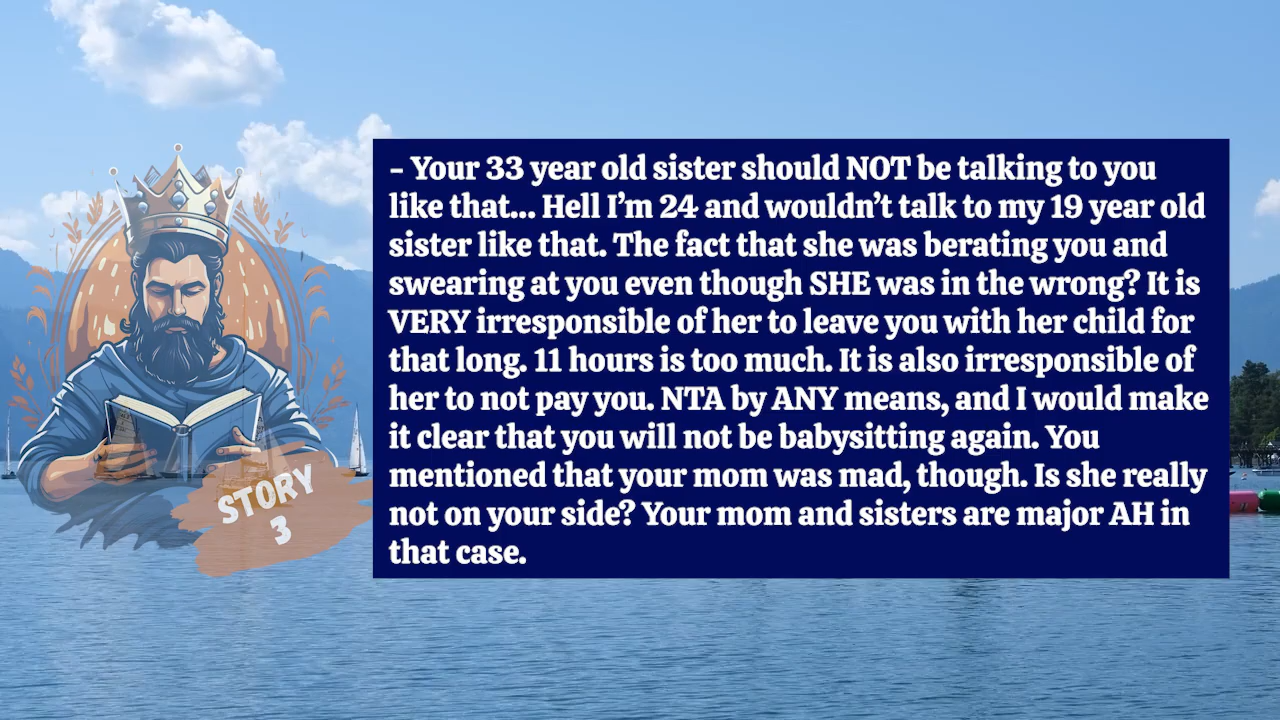 - Your 33 year old sister should NOT be talking to you
like that... Hell I'm 24 and wouldn't talk to my 19 year old
sister like that. The fact that she was berating you and
swearing at you even though SHE was in the wrong? It is
VERY irresponsible of her to leave you with her child for
that long. 11 hours is too much. It is also irresponsible of
her to not pay you. NTA by ANY means, and I would make
it clear that you will not be babysitting again. You
mentioned that your mom was mad, though. Is she really
not on your side? Your mom and sisters are major AH in
that case.
STORY
3